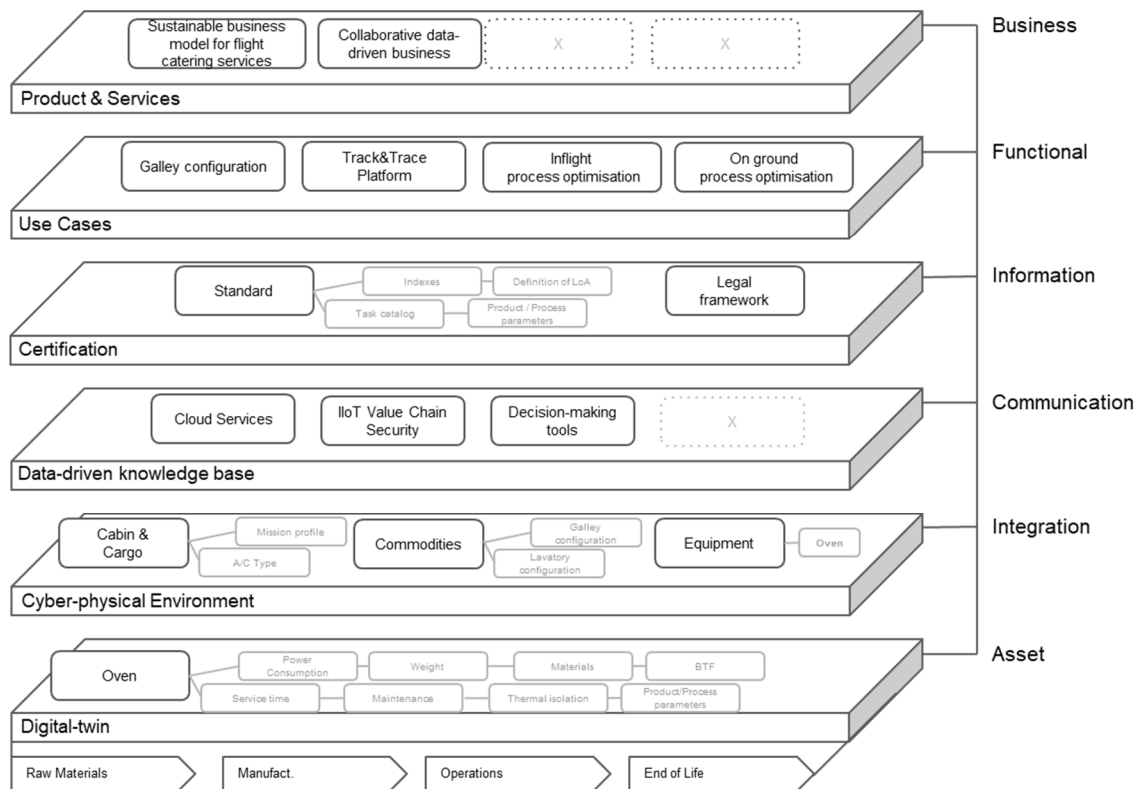 Sustainable business
model for flight
catering services
Collaborative data-
driven business
X
X
Business
Product & Services
Galley configuration
Track&Trace
Platform
Inflight
process optimisation
On ground
process optimisation
Functional
Use Cases
Standard
Indexes
Definition of LoA
Task catalog
Product / Process
parameters
Legal
framework
Information
Certification
Cloud Services
IIoT Value Chain
Security
Decision-making
tools
X
Communication
Data-driven knowledge base
Cabin &
Cargo
Mission profile
A/C Type
Commodities
Galley
configuration
Lavatory
configuration
Equipment
Oven
Integration
Cyber-physical Environment
Oven
Power
Consumption
Weight
Materials
BTF
Service time
Maintenance
Thermal isolation
Product/Process
parameters
Asset
Digital-twin
Raw Materials
Manufact.
Operations
End of Life